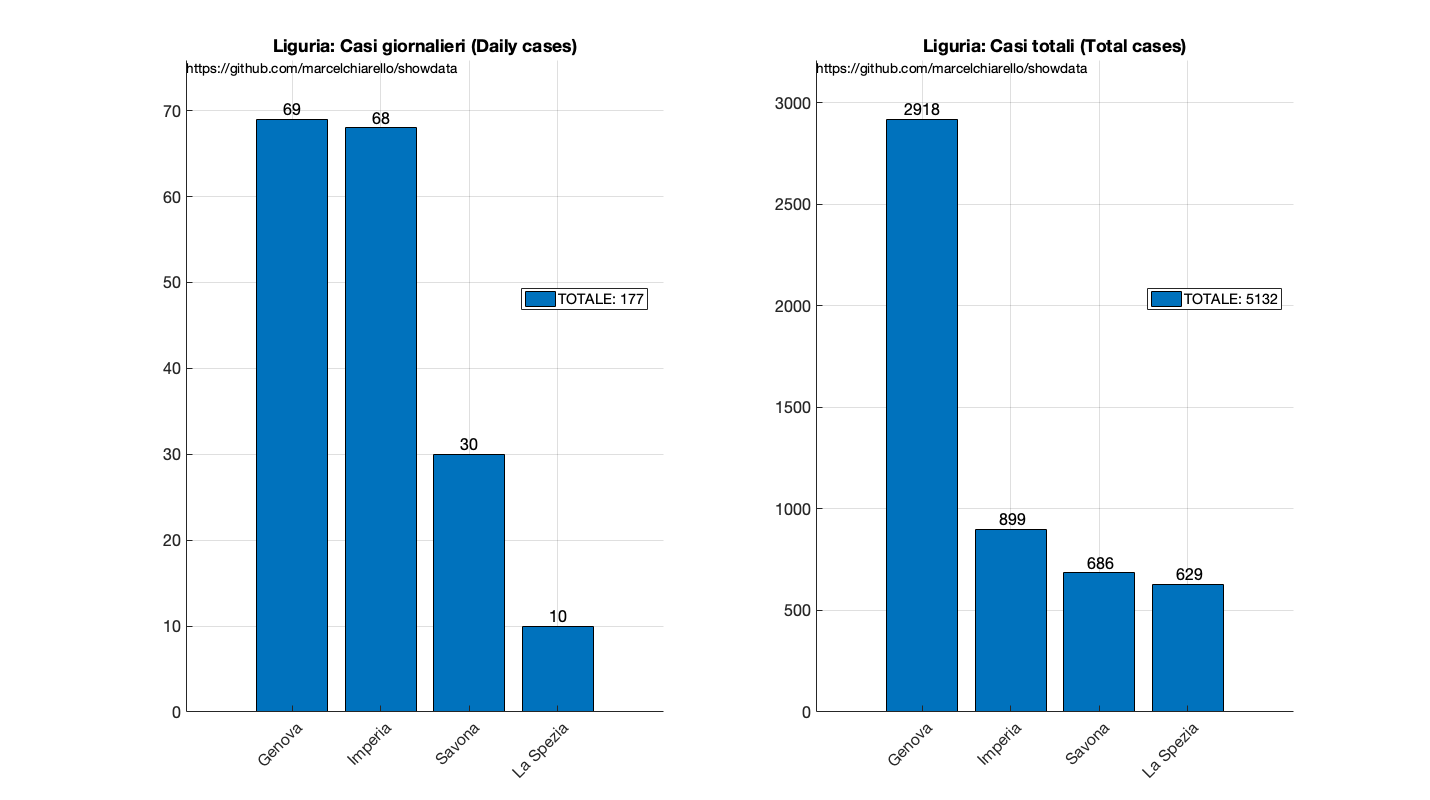 Liguria: Casi giornalieri (Daily cases)
https://github.com/marcelchiarello/showdata
70
60
50
40
30
20
10
0
69
68
30
10
TOTALE: 177
Genova
Imperia
Savona
La Spezia
Liguria: Casi totali (Total cases)
https://github.com/marcelchiarello/showdata
3000
2500
2000
1500
1000
500
0
2918
899
686
629
TOTALE: 5132
Genova
Imperia
Savona
La Spezia